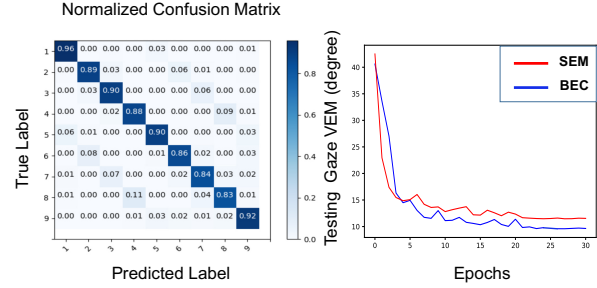 Normalized Confusion Matrix
True Label
1 0.96 0.00 0.00 0.00 0.03 0.00 0.00 0.00 0.01
2 0.00 0.89 0.03 0.00 0.00 0.06 0.01 0.00 0.00
3 0.00 0.00 0.90 0.00 0.00 0.00 0.06 0.00 0.03
4 0.00 0.00 0.02 0.88 0.00 0.00 0.01 0.09 0.01
5 0.06 0.01 0.00 0.00 0.90 0.00 0.00 0.00 0.03
6 0.00 0.08 0.00 0.00 0.01 0.86 0.02 0.00 0.02
7 0.00 0.00 0.07 0.00 0.00 0.02 0.84 0.02 0.04
8 0.01 0.00 0.01 0.11 0.00 0.00 0.04 0.83 0.01
9 0.00 0.00 0.00 0.01 0.03 0.02 0.01 0.02 0.92
1 2 3 4 5 6 7 8 9
Predicted Label
0.8
0.6
0.4
0.2
0.0
Testing Gaze VEM (degree)
40
35
30
25
20
15
10
SEM
BEC
0 5 10 15 20 25 30
Epochs